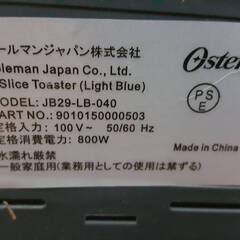 ールマンジャパン株式会社
Oster
oleman Japan Co., Ltd.
Slice Toaster (Light Blue)
MODEL: JB29-LB-040
PART NO.: 9010150000503
定格入力：100V～ 50/60 Hz
定格消費電力：800W
水濡れ厳禁
一般家庭用(業務用としての使用は禁ずる)
PS
E
Made in China